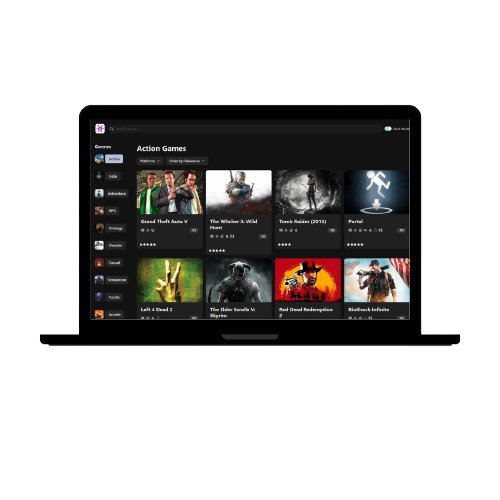 Search games...
Dark Mode
Genres
Action
Indie
Adventure
RPG
Strategy
Shooter
Casual
Simulation
Puzzle
Arcade
Action Games
Platforms
Order by: Relevance
Grand Theft Auto V
The Witcher 3: Wild
Hunt
Tomb Raider (2013)
Portal
Left 4 Dead 2
The Elder Scrolls V:
Skyrim
Red Dead Redemption
2
BioShock Infinite